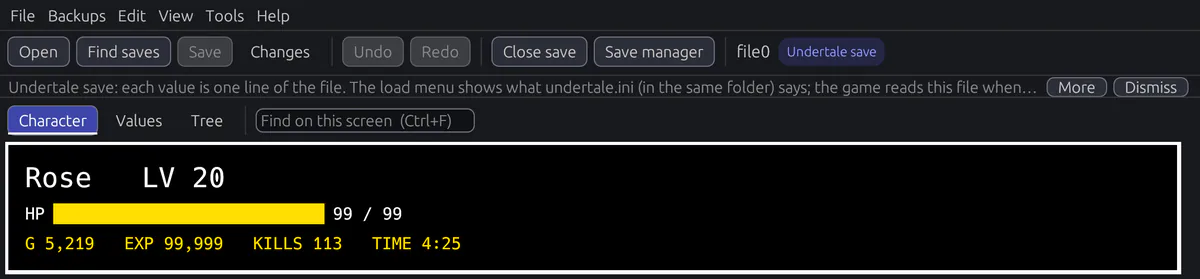 File Backups Edit View Tools Help
Open Find saves Save Changes Undo Redo Close save Save manager file0 Undertale save
Undertale save: each value is one line of the file. The load menu shows what undertale.ini (in the same folder) says; the game reads this file when… More Dismiss
Character Values Tree Find on this screen (Ctrl+F)
Rose LV 20
HP 99 / 99
G 5,219 EXP 99,999 KILLS 113 TIME 4:25